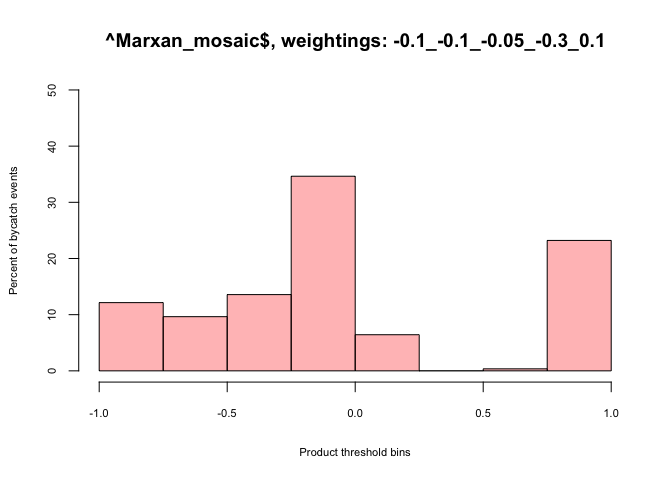 ^Marxan_mosaic$, weightings: -0.1_-0.1_-0.05_-0.3_0.1
50
40
30
20
10
0
Percent of bycatch events
-1.0 -0.5 0.0 0.5 1.0
Product threshold bins